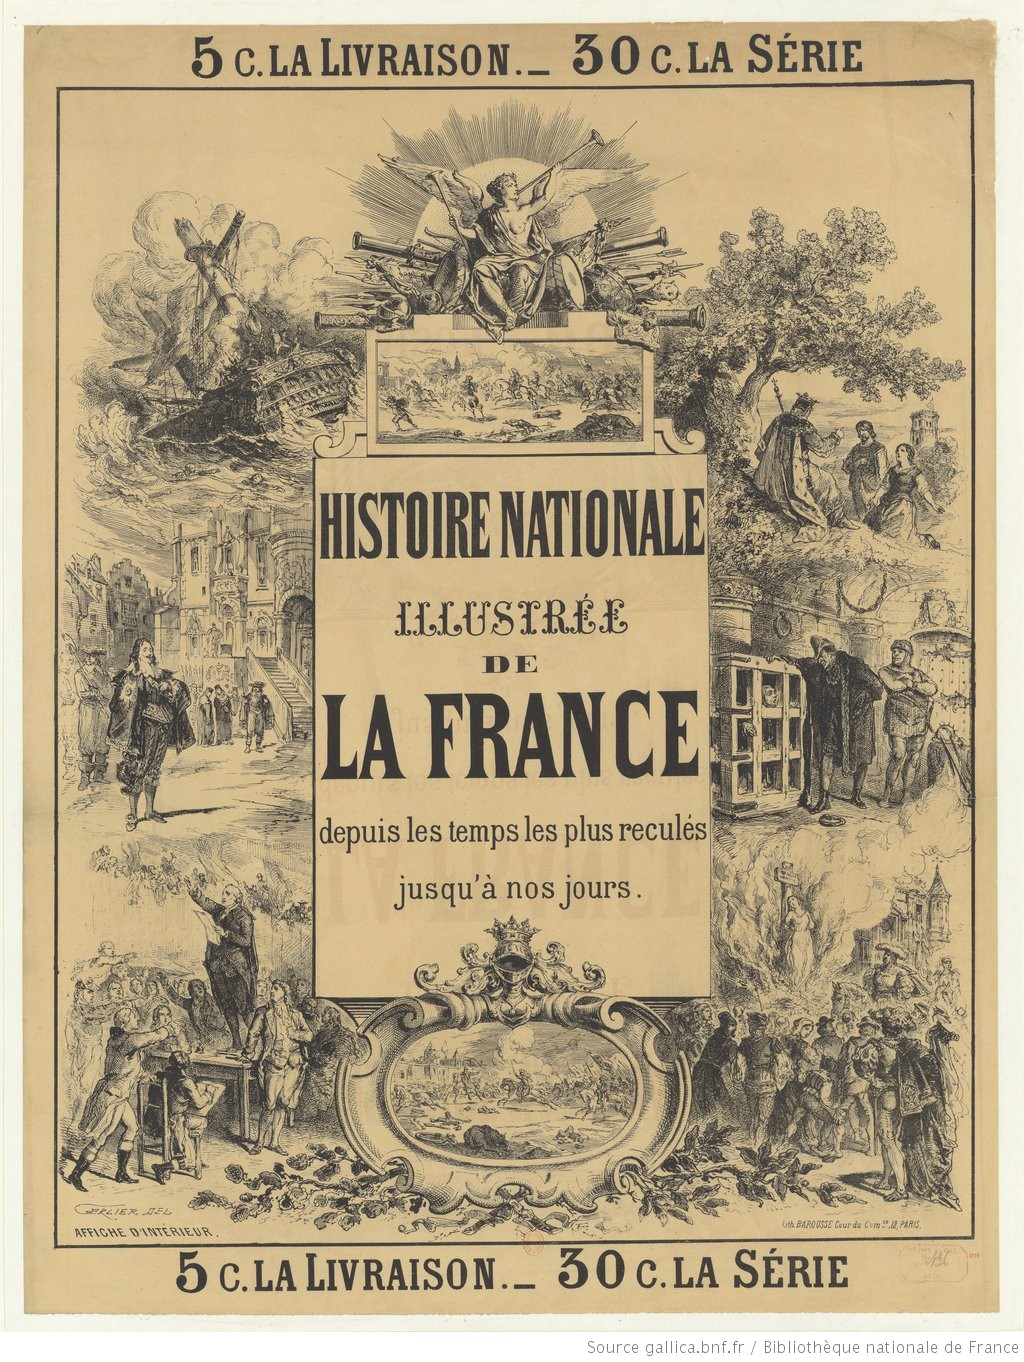 5 C. LA LIVRAISON._ 30 C. LA SÉRIE
HISTOIRE NATIONALE
ILLUSTRÉE
DE
LA FRANCE
depuis les temps les plus reculés
jusqu'à nos jours.
GERLIER DEL
AFFICHE D'INTÉRIEUR.
Lith. BAROUSSE Cour du Com.ce, 12, PARIS.
5 C. LA LIVRAISON._ 30 C. LA SÉRIE
Source gallica.bnf.fr / Bibliothèque nationale de France